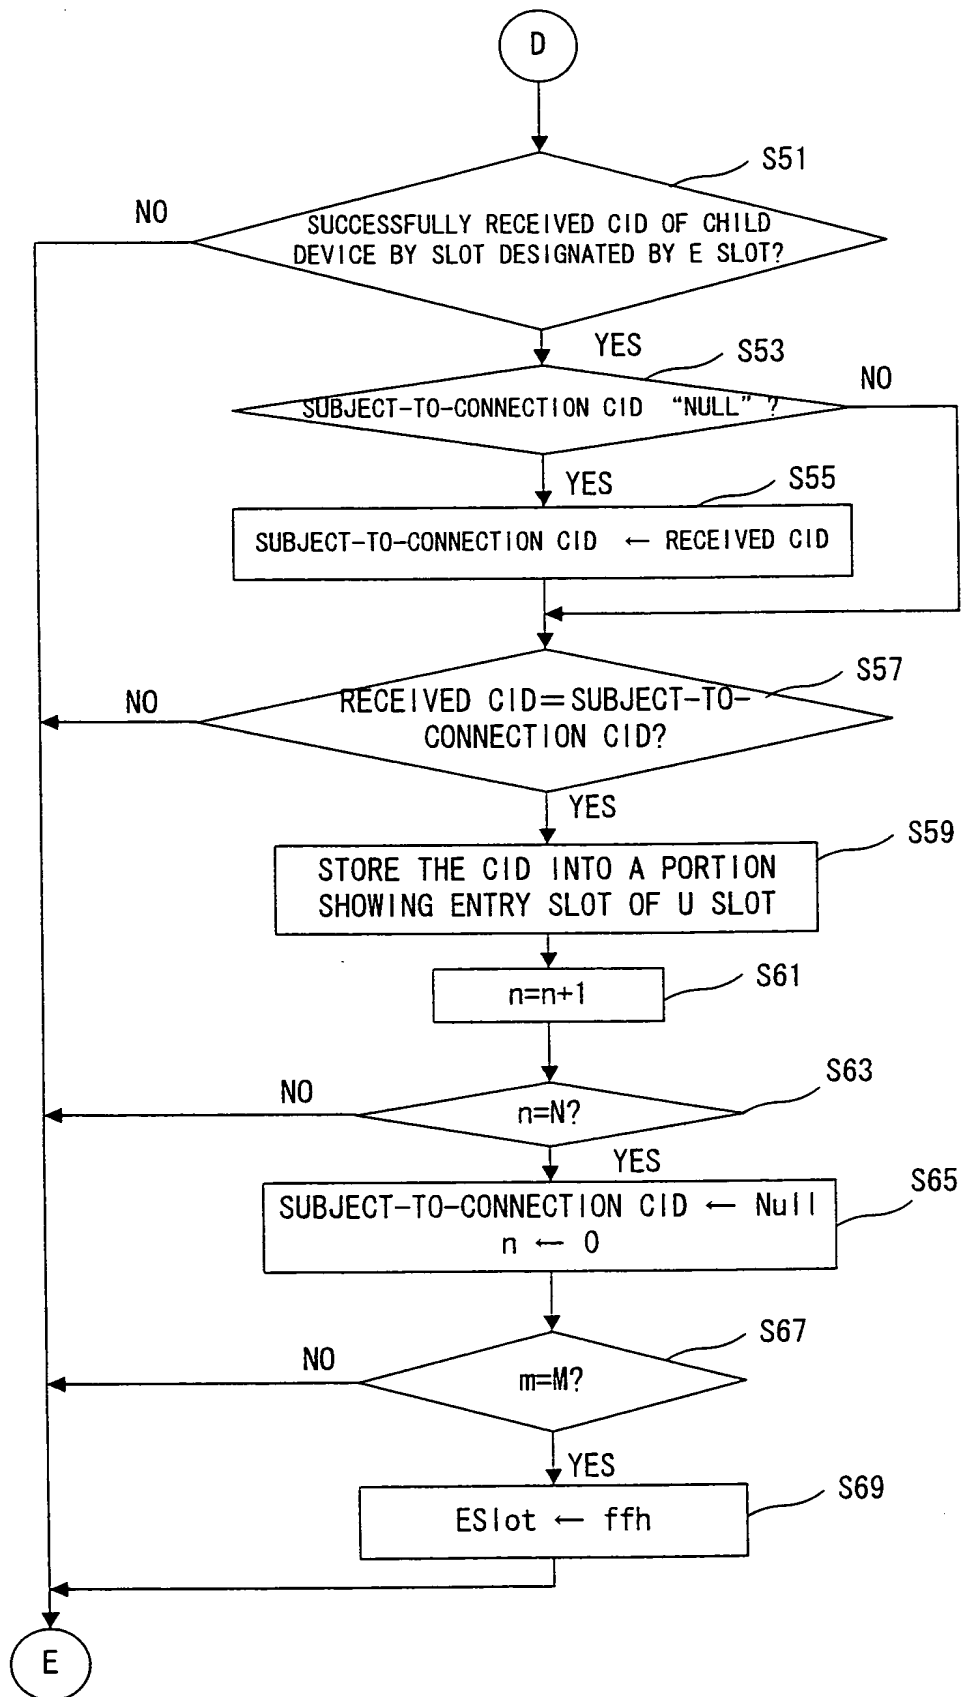 D
S51
NO
SUCCESSFULLY RECEIVED CID OF CHILD
DEVICE BY SLOT DESIGNATED BY E SLOT?
YES
S53
NO
SUBJECT-TO-CONNECTION CID "NULL" ?
YES
S55
SUBJECT-TO-CONNECTION CID ← RECEIVED CID
S57
NO
RECEIVED CID=SUBJECT-TO-
CONNECTION CID?
YES
S59
STORE THE CID INTO A PORTION
SHOWING ENTRY SLOT OF U SLOT
S61
n=n+1
S63
NO
n=N?
YES
S65
SUBJECT-TO-CONNECTION CID ← Null
n ← 0
S67
NO
m=M?
YES
S69
ESlot ← ffh
E